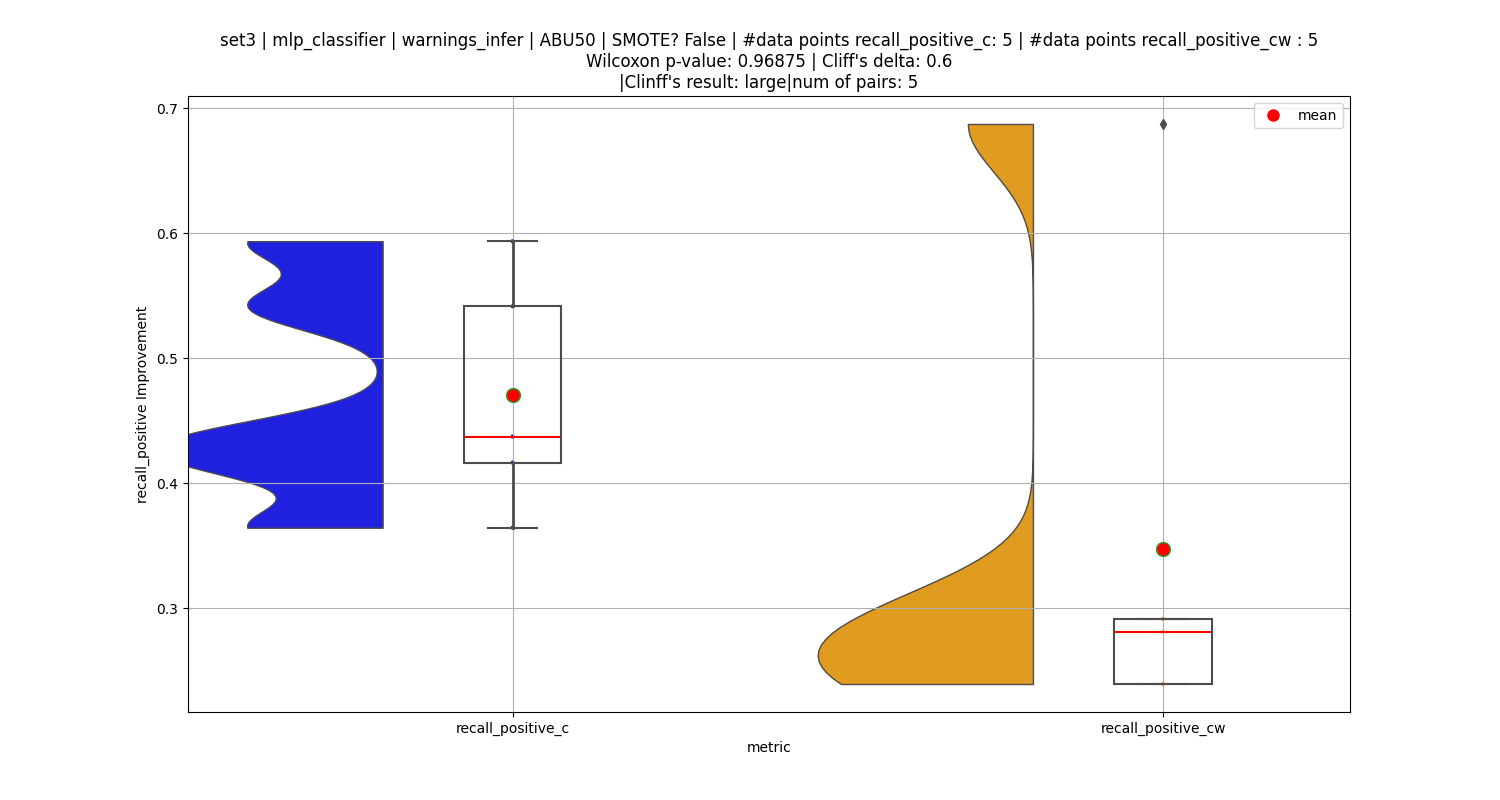 set3 | mlp_classifier | warnings_infer | ABU50 | SMOTE? False | #data points recall_positive_c: 5 | #data points recall_positive_cw : 5
Wilcoxon p-value: 0.96875 | Cliff's delta: 0.6
|Clinff's result: large|num of pairs: 5
mean
0.7
0.6
0.5
0.4
0.3
recall_positive Improvement
recall_positive_c
recall_positive_cw
metric